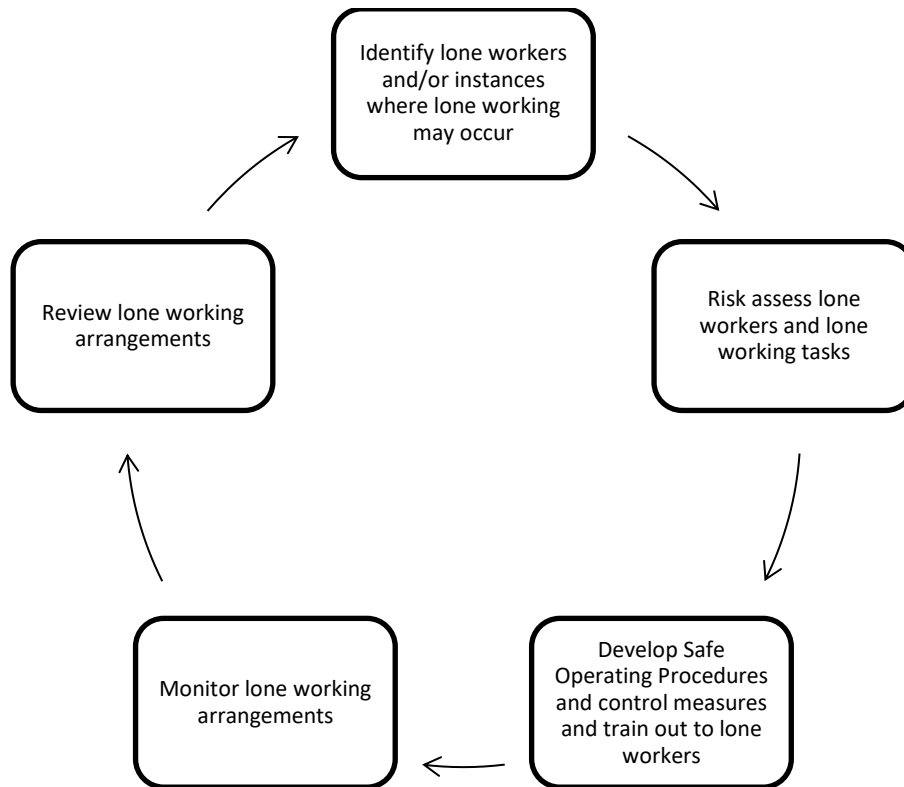 Identify lone workers
and/or instances
where lone working
may occur
Risk assess lone
workers and lone
working tasks
Develop Safe
Operating Procedures
and control measures
and train out to lone
workers
Monitor lone working
arrangements
Review lone working
arrangements